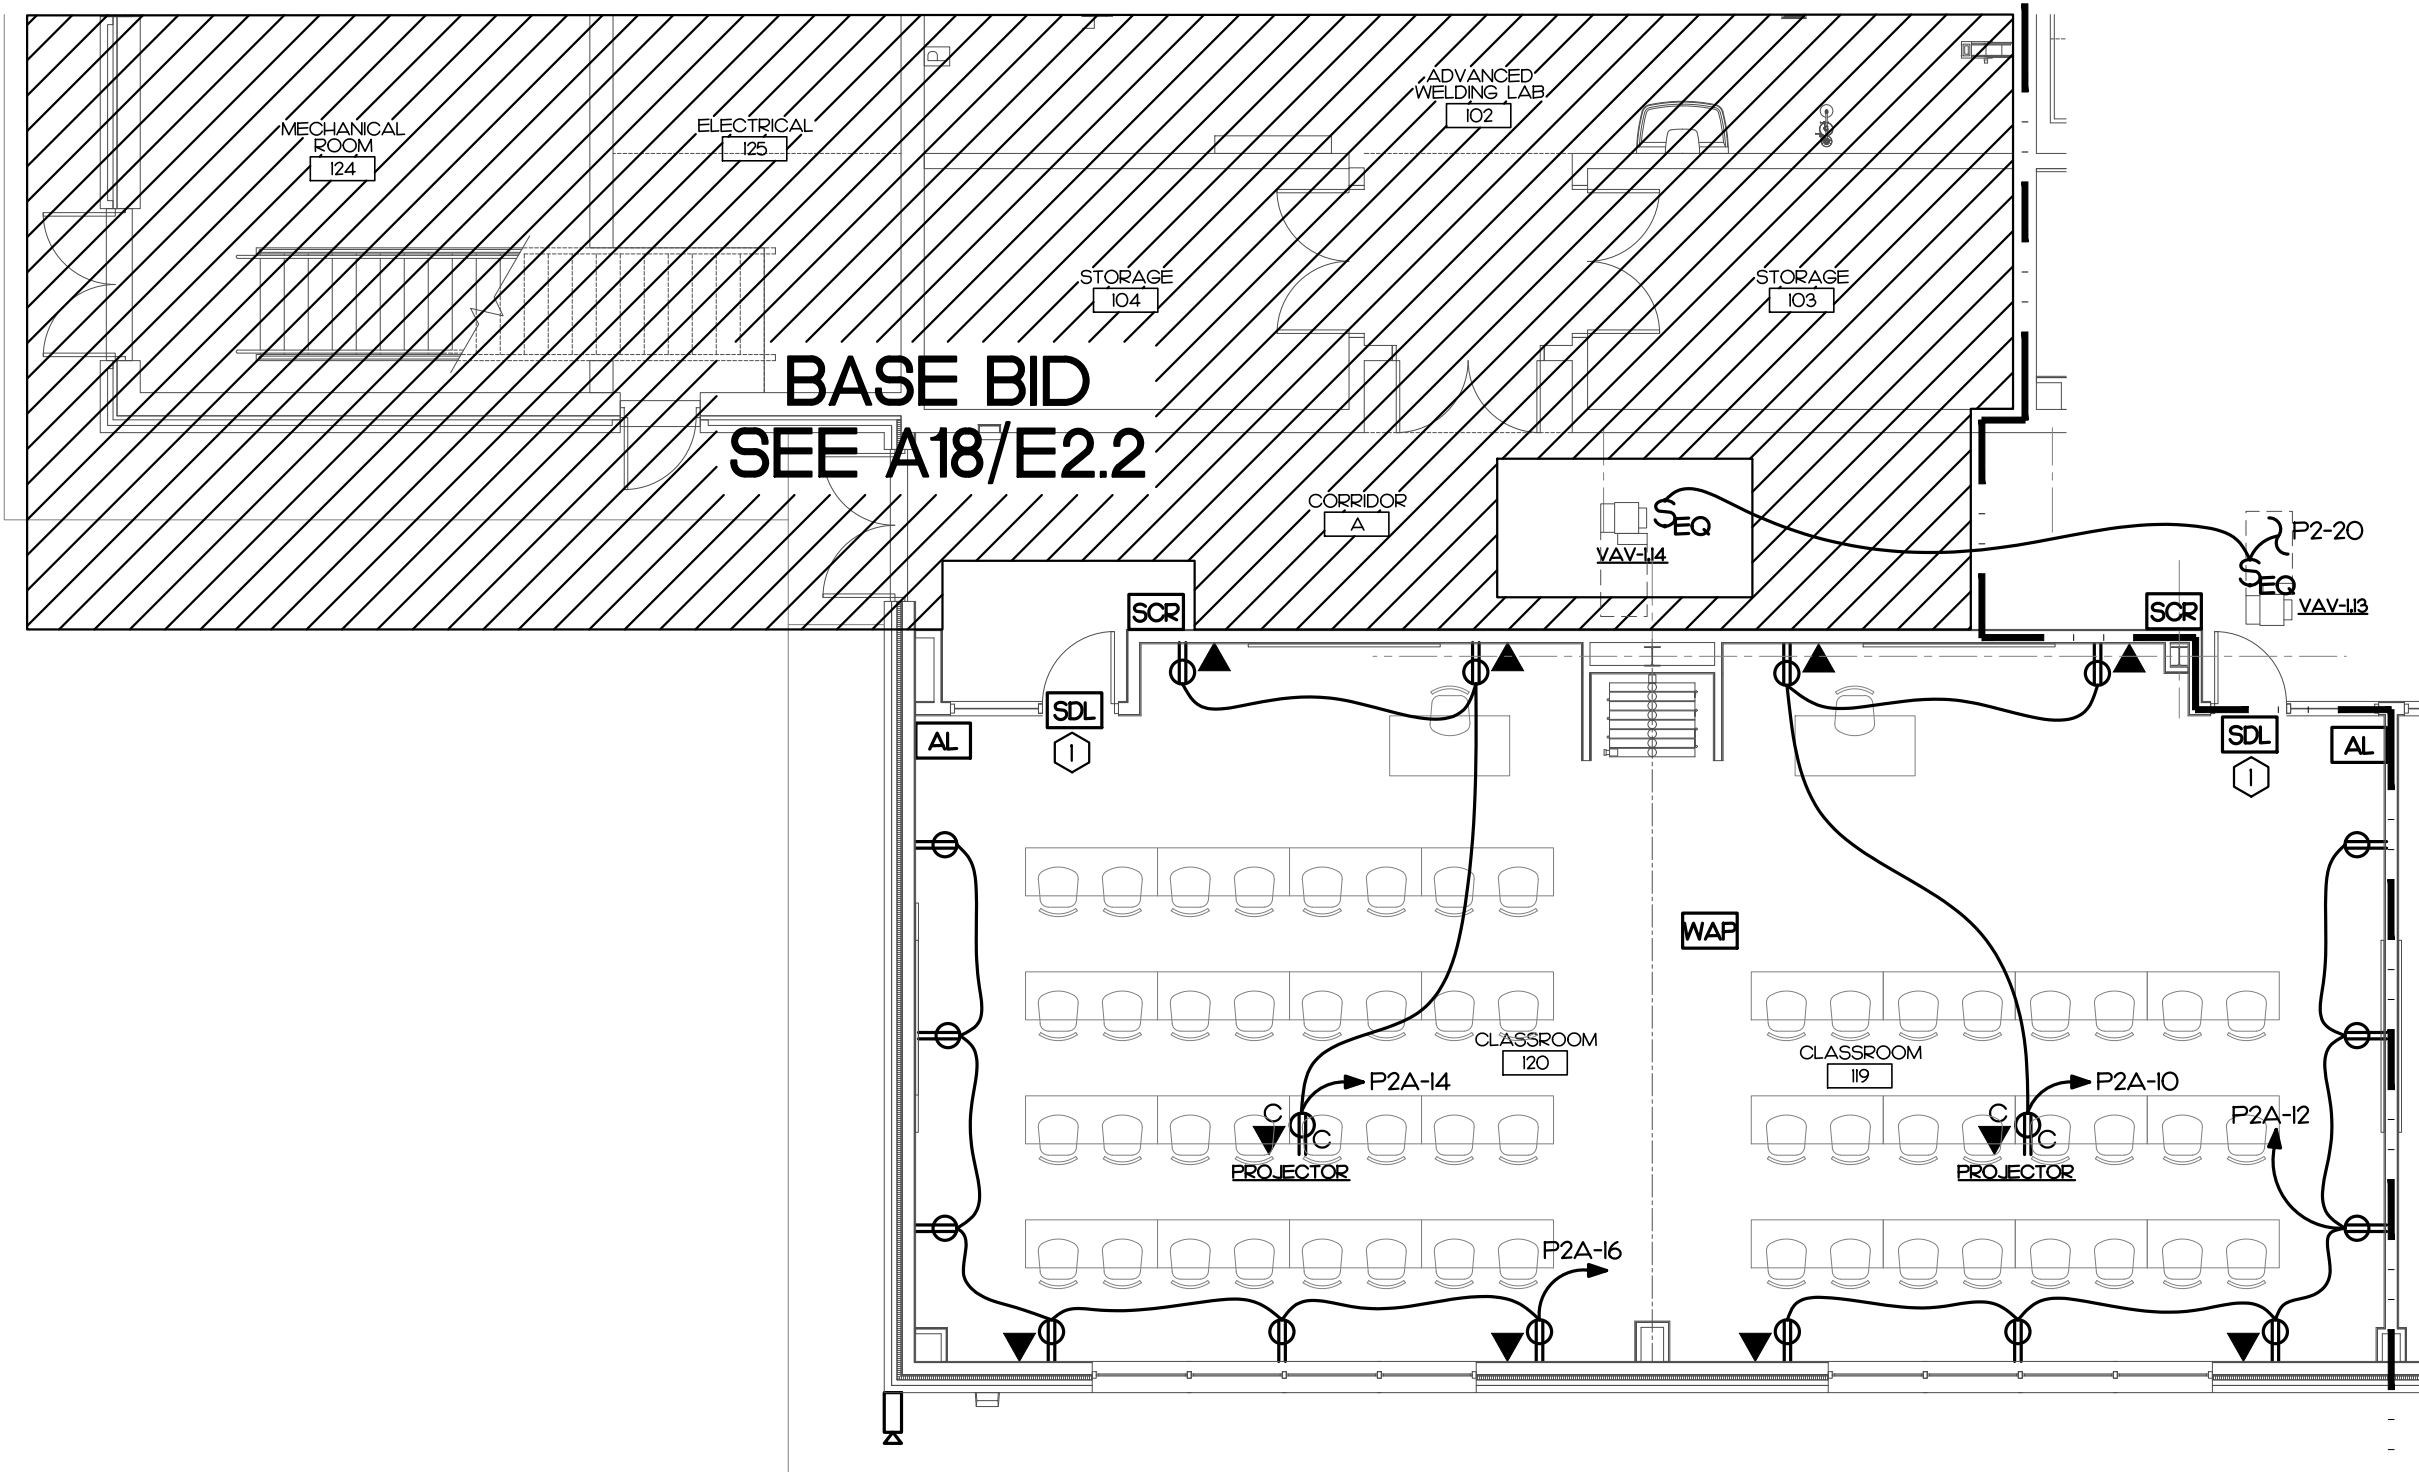 P
ADVANCED
WELDING LAB
102
MECHANICAL
ROOM
124
ELECTRICAL
125
STORAGE
104
STORAGE
103
BASE BID
SEE A18/E2.2
CORRIDOR
A
SEQ
VAV-1.14
P2-20
SEQ
VAV-1.13
SCR
SCR
SDL
1
AL
SDL
1
AL
WAP
CLASSROOM
120
CLASSROOM
119
P2A-14
P2A-10
C
C
PROJECTOR
C
C
PROJECTOR
P2A-12
P2A-16